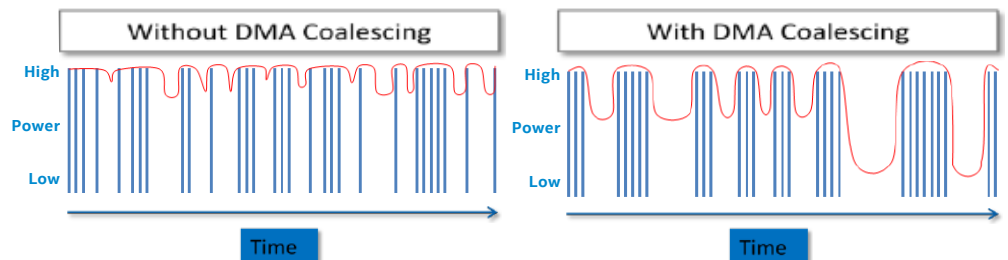 Without DMA Coalescing
High
Power
Low
Time
With DMA Coalescing
High
Power
Low
Time